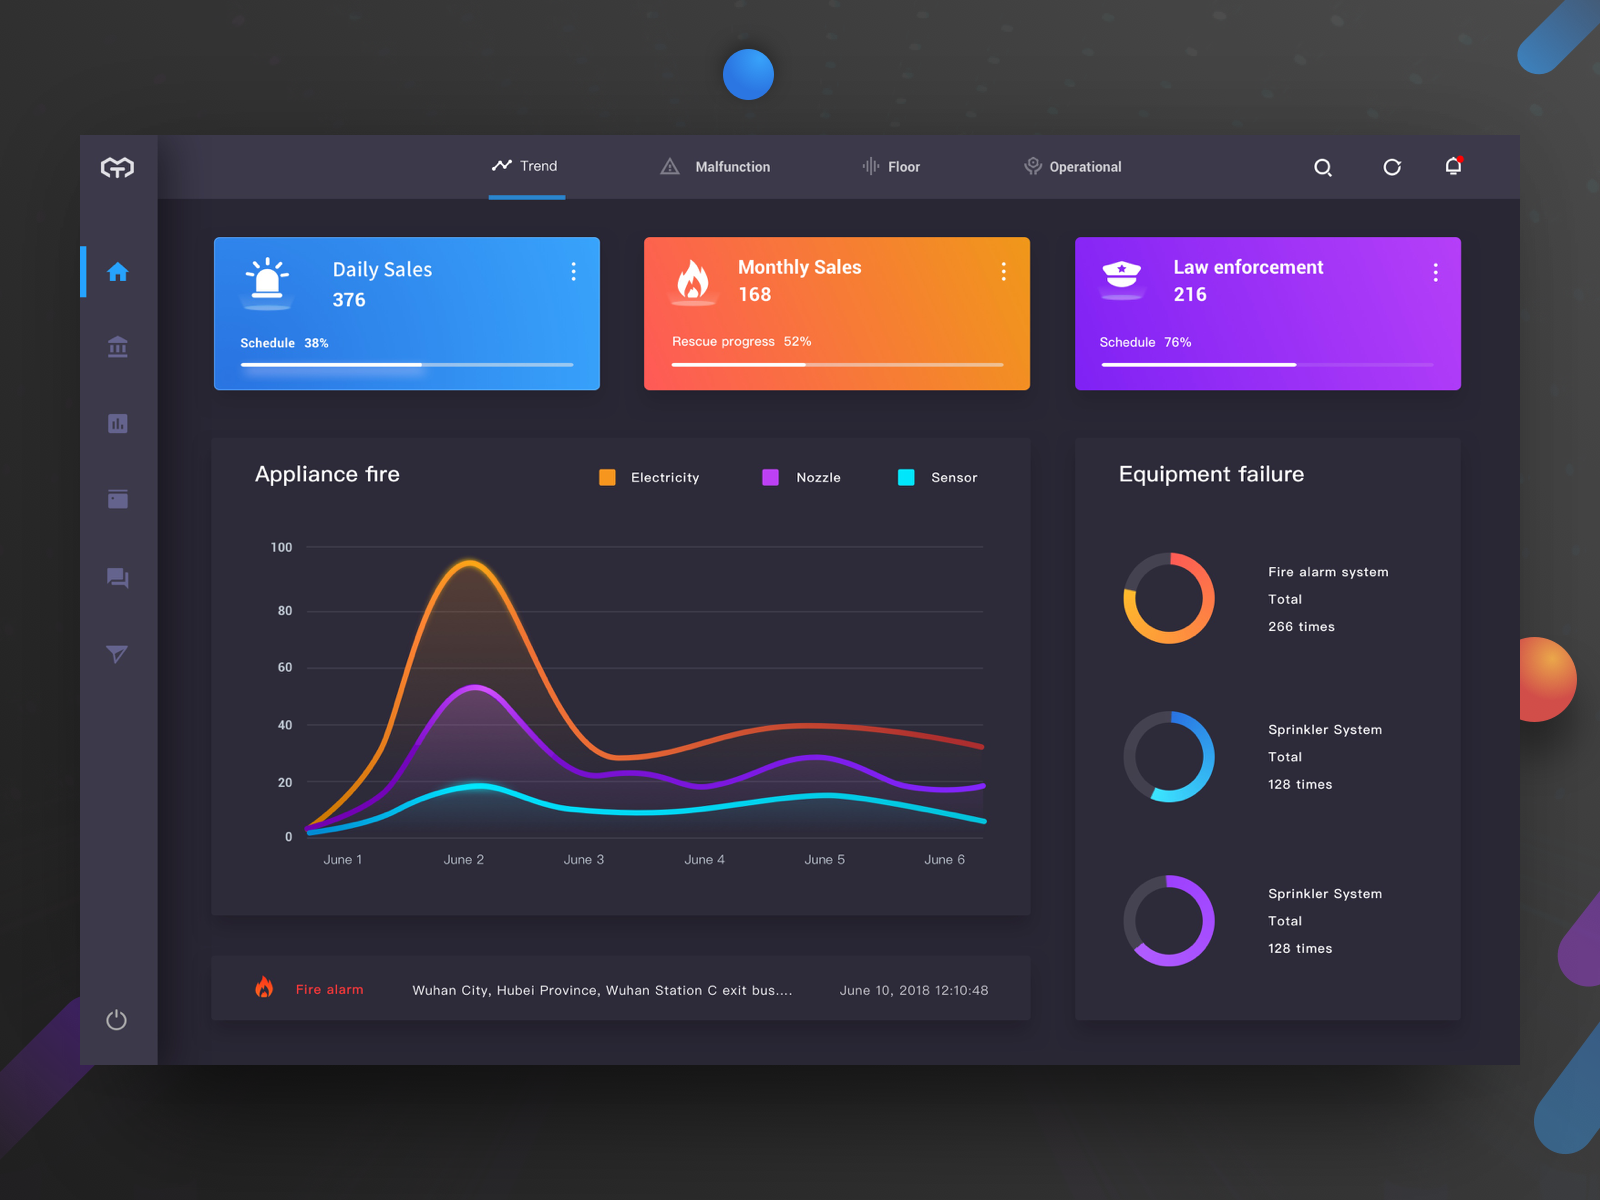 Trend
Malfunction
Floor
Operational
Daily Sales
376
Schedule 38%
Monthly Sales
168
Rescue progress 52%
Law enforcement
216
Schedule 76%
Appliance fire
Electricity
Nozzle
Sensor
100
80
60
40
20
0
June 1
June 2
June 3
June 4
June 5
June 6
Equipment failure
Fire alarm system
Total
266 times
Sprinkler System
Total
128 times
Sprinkler System
Total
128 times
Fire alarm
Wuhan City, Hubei Province, Wuhan Station C exit bus....
June 10, 2018 12:10:48